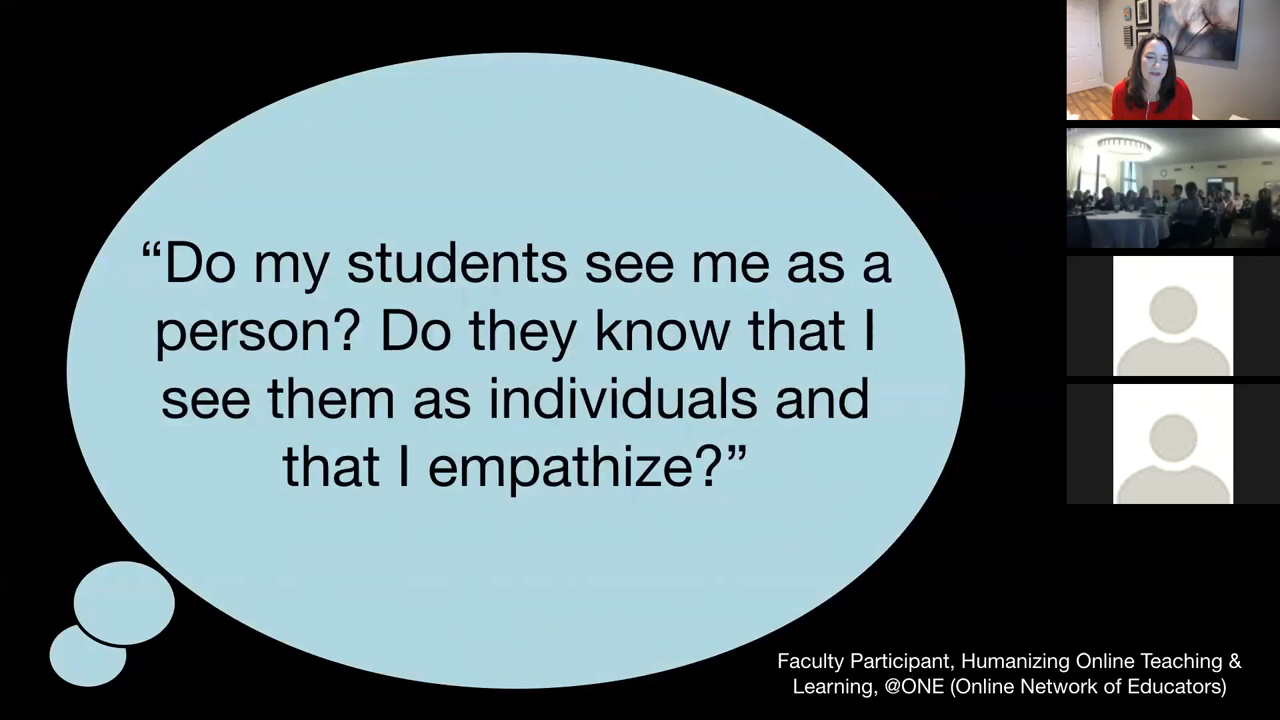 “Do my students see me as a
person? Do they know that I
see them as individuals and
that I empathize?”
Faculty Participant, Humanizing Online Teaching &
Learning, @ONE (Online Network of Educators)